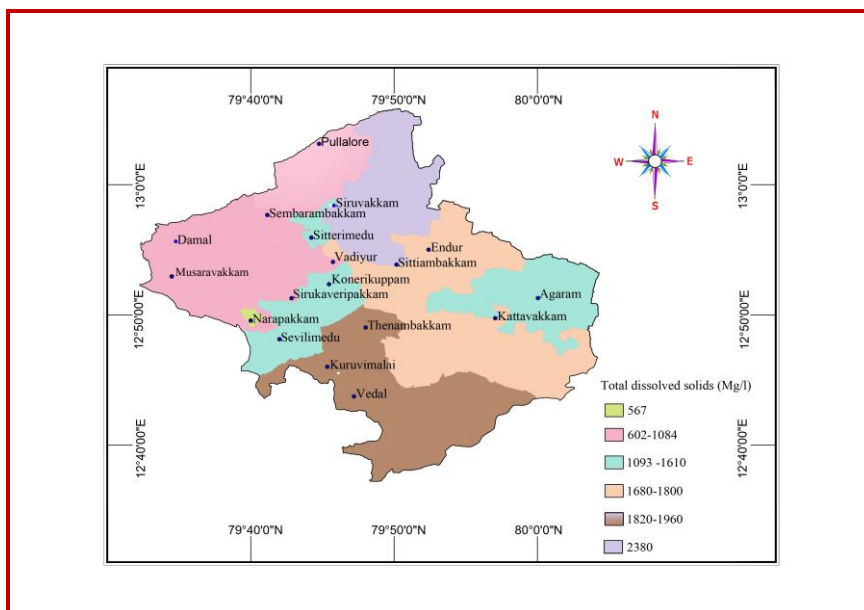 79°40'0"N 79°50'0"N 80°0'0"N
N
W E
S
13°0'0"E
12°50'0"E
12°40'0"E
13°0'0"E
12°50'0"E
12°40'0"E
Pullalore
Siruvakkam
Sembarambakkam
Sitterimedu
Damal
Endur
Vadiyur
Sittiambakkam
Musaravakkam
Konerikuppam
Sirukaveripakkam
Agaram
Narapakkam
Kattavakkam
Thenambakkam
Sevilimedu
Kuruvimalai
Vedal
Total dissolved solids (Mg/l)
567
602-1084
1093 -1610
1680-1800
1820-1960
2380
79°40'0"N 79°50'0"N 80°0'0"N